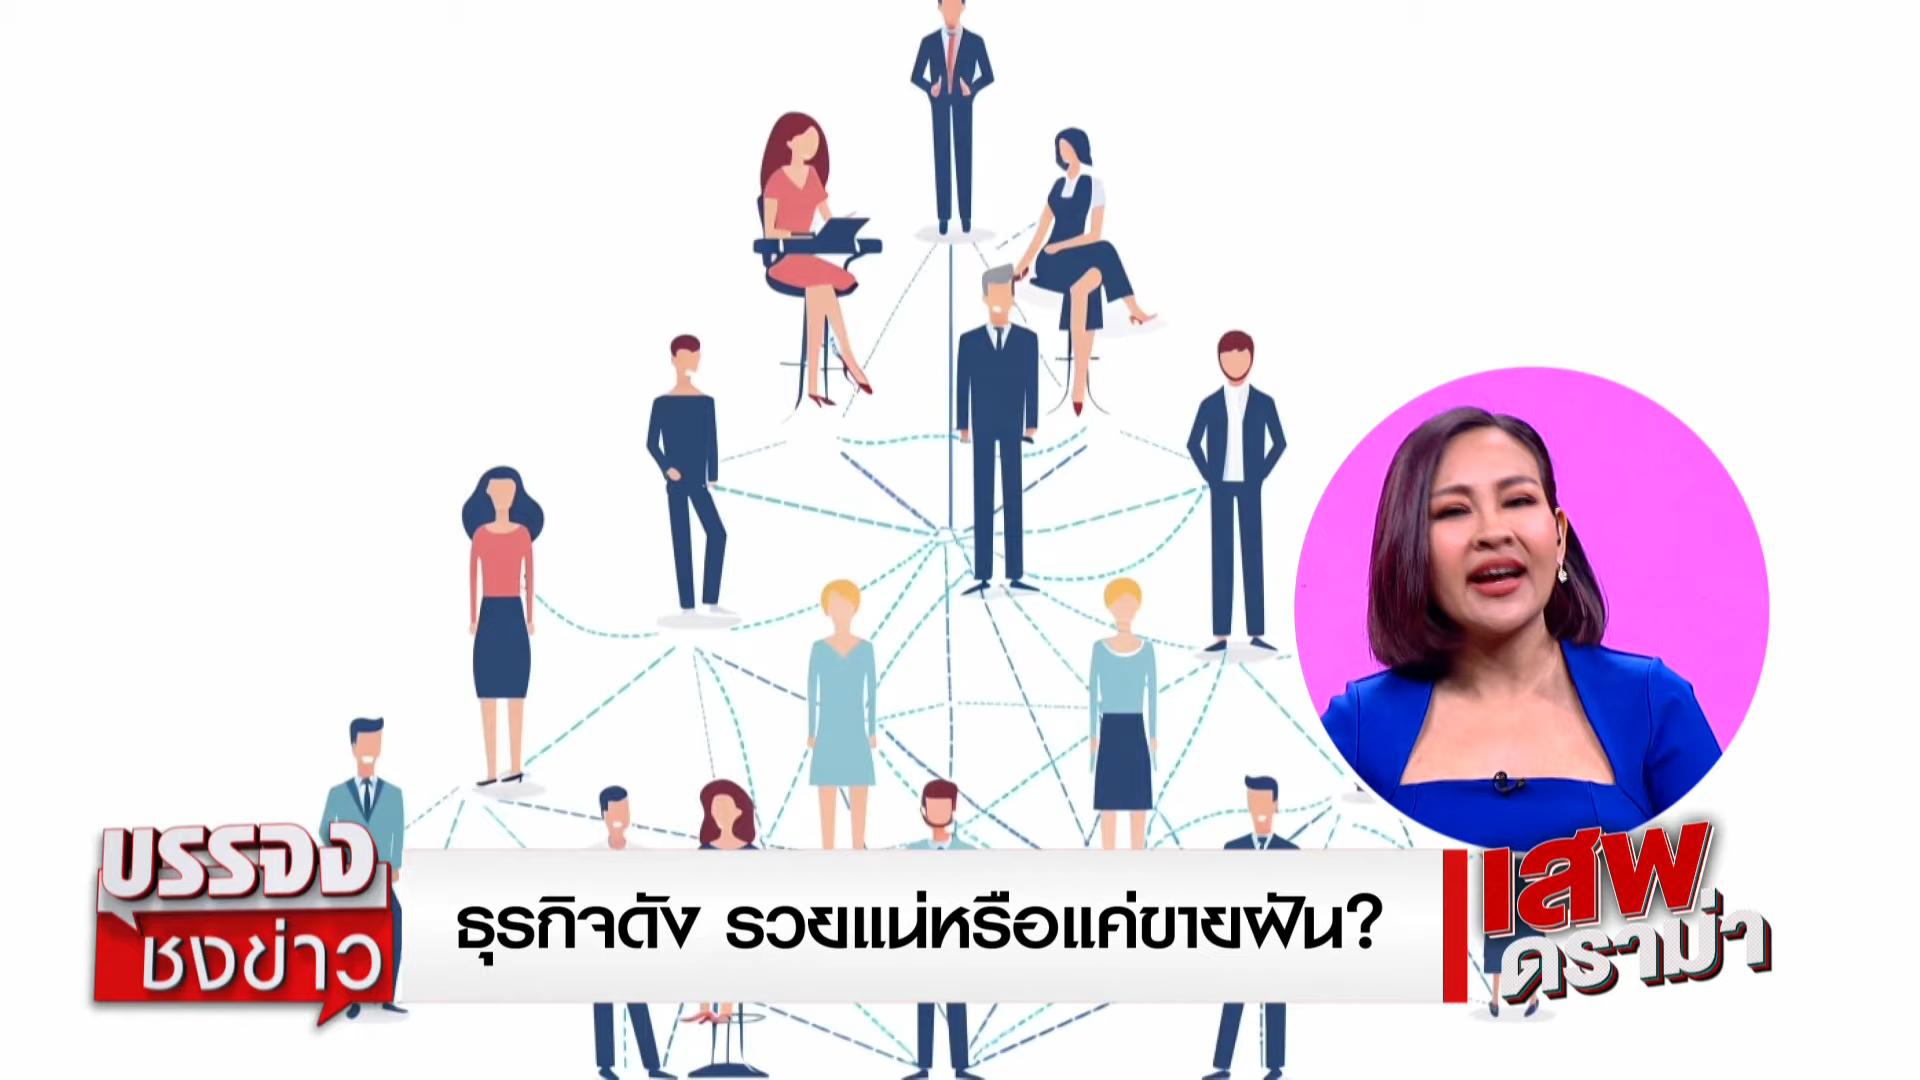 บรรจง
ชงข่าว
ธุรกิจดัง รวยแน่หรือแค่ขายฝัน?
เสพ
ดราม่า